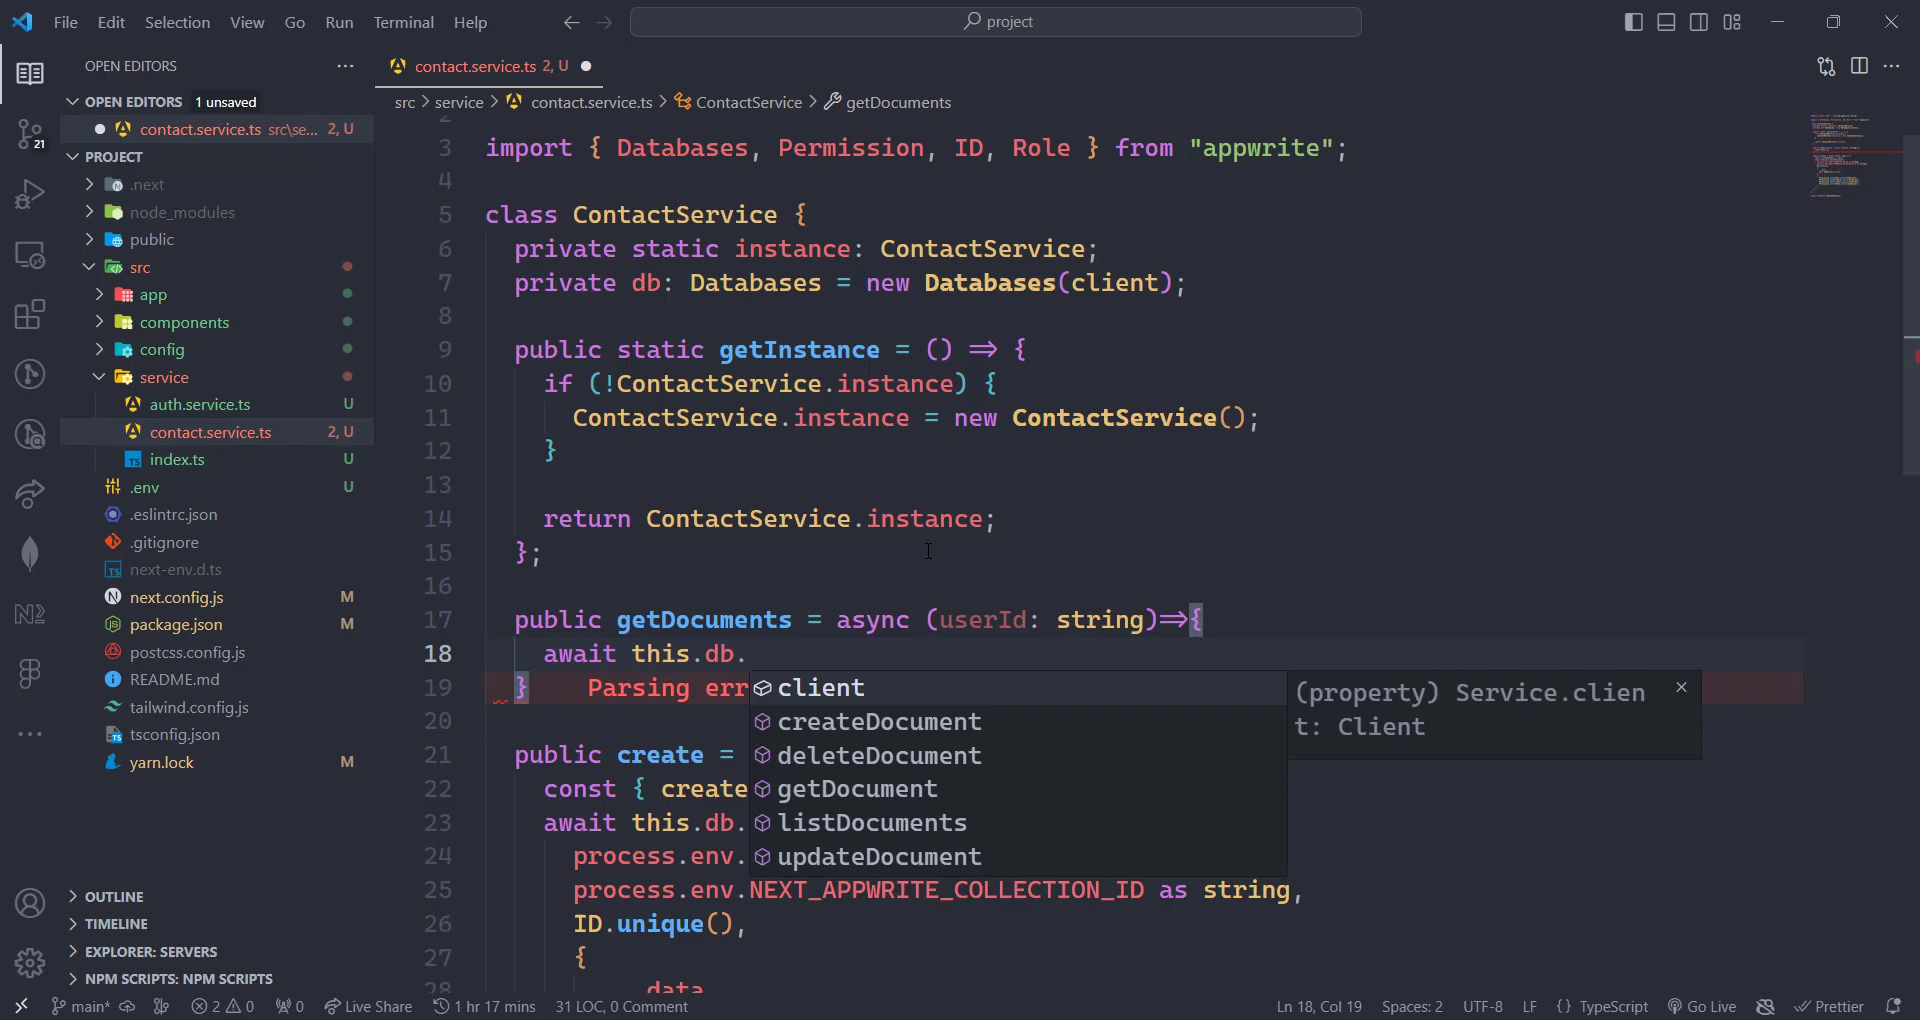 File Edit Selection View Go Run Terminal Help
project
OPEN EDITORS
OPEN EDITORS 1 unsaved
contact.service.ts src\se... 2, U
PROJECT
.next
node_modules
public
src
app
components
config
service
auth.service.ts U
contact.service.ts 2, U
index.ts U
.env U
.eslintrc.json
.gitignore
next-env.d.ts
next.config.js M
package.json M
postcss.config.js
README.md
tailwind.config.js
tsconfig.json
yarn.lock M
OUTLINE
TIMELINE
EXPLORER: SERVERS
NPM SCRIPTS: NPM SCRIPTS
21
contact.service.ts 2, U
src > service > contact.service.ts > ContactService > getDocuments
2
3 import { Databases, Permission, ID, Role } from "appwrite";
4
5 class ContactService {
6 private static instance: ContactService;
7 private db: Databases = new Databases(client);
8
9 public static getInstance = () => {
10 if (!ContactService.instance) {
11 ContactService.instance = new ContactService();
12 }
13
14 return ContactService.instance;
15 };
16
17 public getDocuments = async (userId: string)=>{
18 await this.db.
19 } Parsing err
20
21 public create =
22 const { create
23 await this.db.
24 process.env.
25 process.env.NEXT_APPWRITE_COLLECTION_ID as string,
26 ID.unique(),
27 {
28 data
client
createDocument
deleteDocument
getDocument
listDocuments
updateDocument
(property) Service.clien
t: Client
main* 2 0 0 Live Share 1 hr 17 mins 31 LOC, 0 Comment Ln 18, Col 19 Spaces: 2 UTF-8 LF {} TypeScript Go Live Prettier